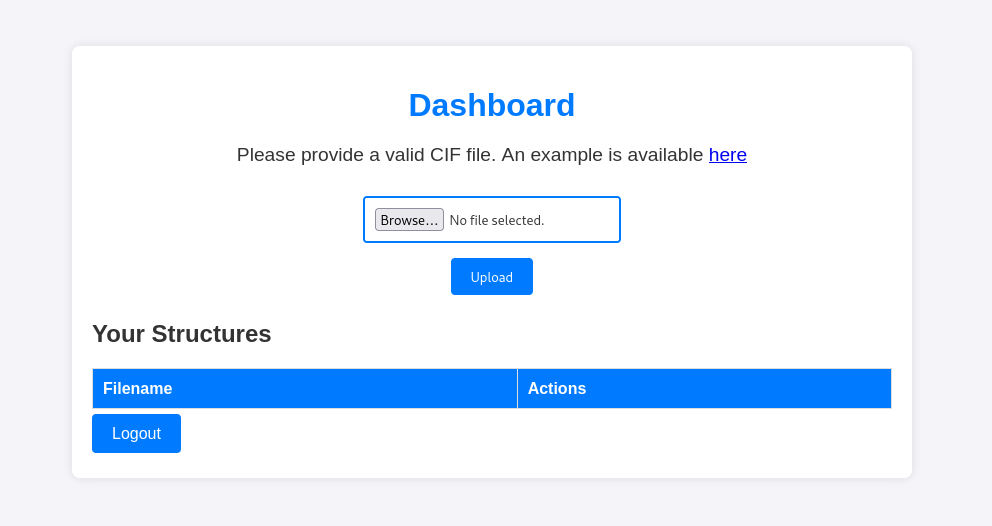 Dashboard
Please provide a valid CIF file. An example is available here
Browse... No file selected.
Upload
Your Structures
Filename Actions
Logout